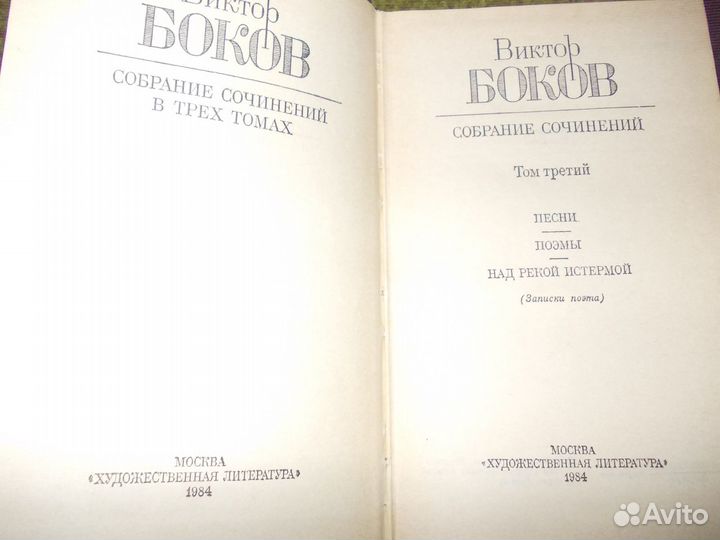 Виктор
БОКОВ
СОБРАНИЕ СОЧИНЕНИЙ
В ТРЕХ ТОМАХ
МОСКВА
«ХУДОЖЕСТВЕННАЯ ЛИТЕРАТУРА»
1984
Виктор
БОКОВ
СОБРАНИЕ СОЧИНЕНИЙ
Том третий
ПЕСНИ
ПОЭМЫ
НАД РЕКОЙ ИСТЕРМОЙ
(Записки поэта)
МОСКВА
«ХУДОЖЕСТВЕННАЯ ЛИТЕРАТУРА»
1984
Avito